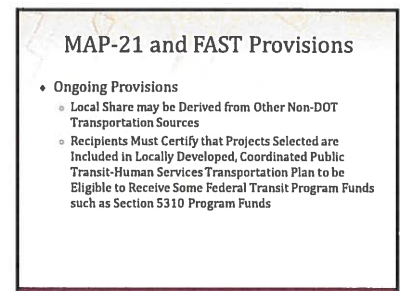 MAP-21 and FAST Provisions
♦ Ongoing Provisions
○ Local Share may be Derived from Other Non-DOT
Transportation Sources
○ Recipients Must Certify that Projects Selected are
Included in Locally Developed, Coordinated Public
Transit-Human Services Transportation Plan to be
Eligible to Receive Some Federal Transit Program Funds
such as Section 5310 Program Funds